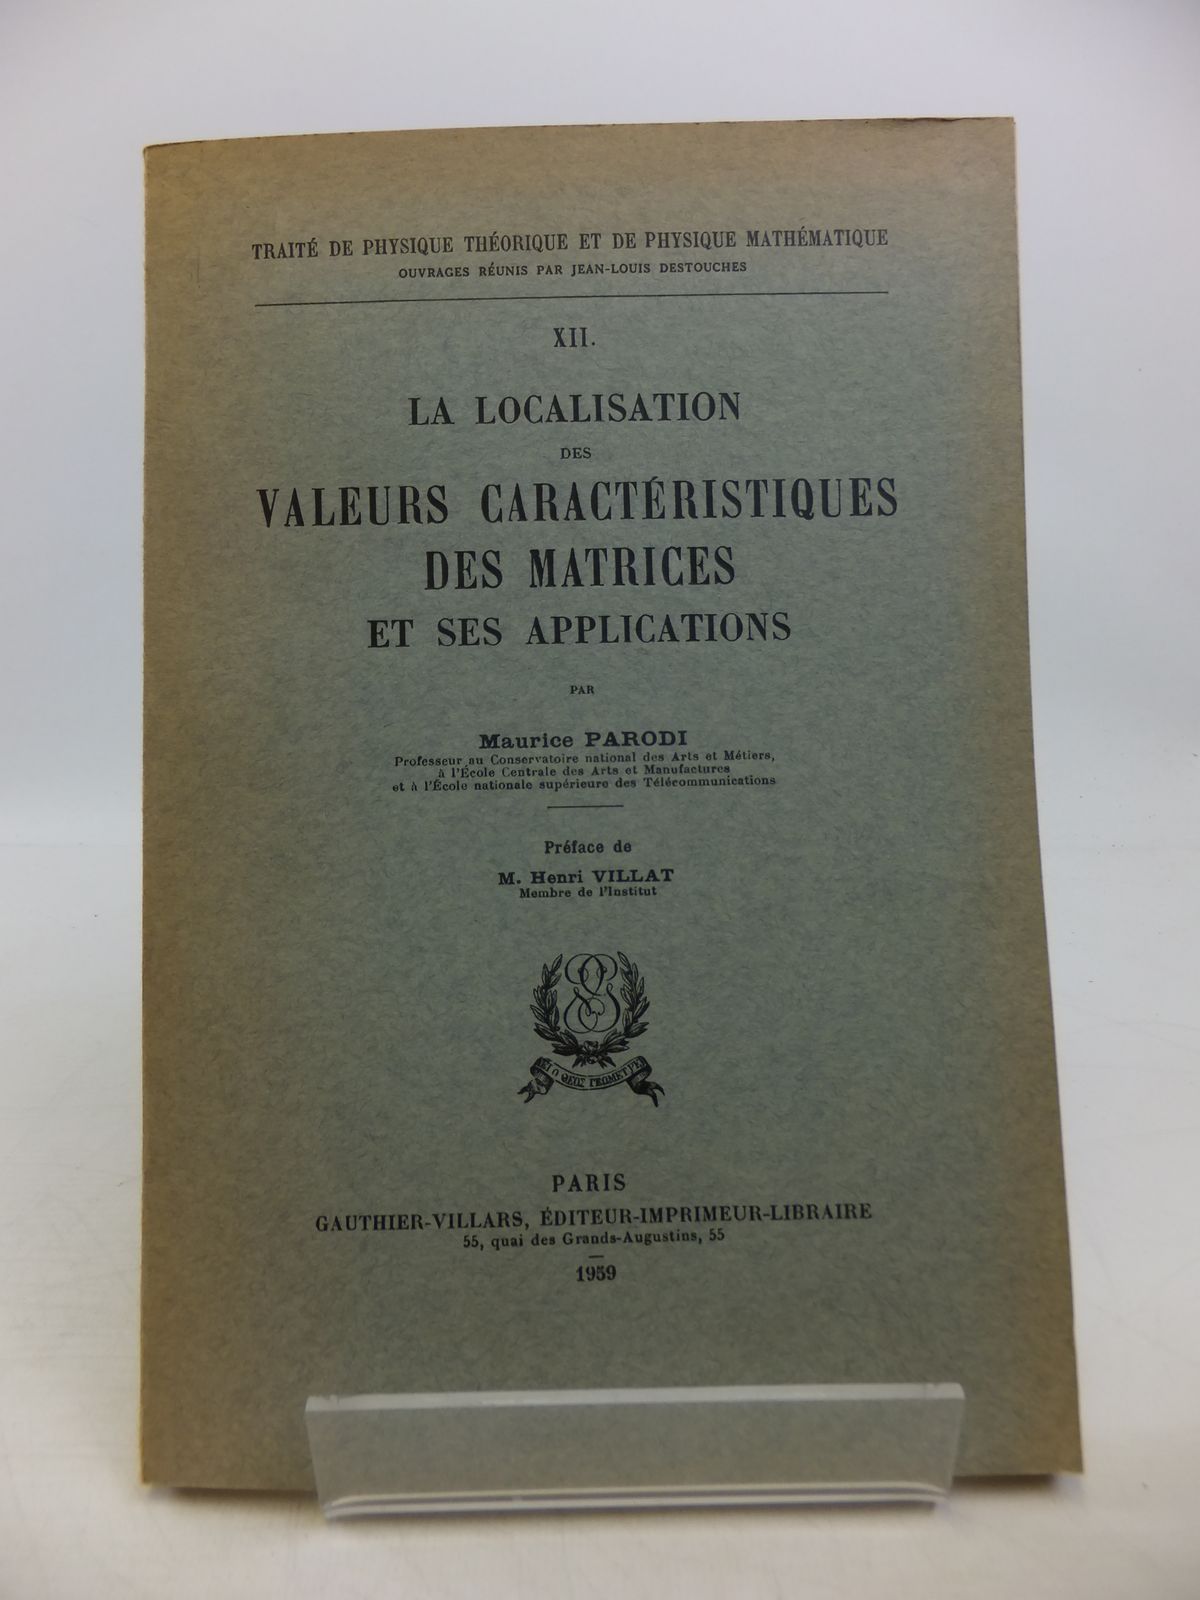 TRAITÉ DE PHYSIQUE THÉORIQUE ET DE PHYSIQUE MATHÉMATIQUE
OUVRAGES RÉUNIS PAR JEAN-LOUIS DESTOUCHES
XII.
LA LOCALISATION
DES
VALEURS CARACTÉRISTIQUES
DES MATRICES
ET SES APPLICATIONS
PAR
Maurice PARODI
Professeur au Conservatoire national des Arts et Métiers,
à l'École Centrale des Arts et Manufactures
et à l'École nationale supérieure des Télécommunications
Préface de
M. Henri VILLAT
Membre de l'Institut
Ο ΘΕΟΣ ΓΕΩΜΕΤΡΕΙ
PARIS
GAUTHIER-VILLARS, ÉDITEUR-IMPRIMEUR-LIBRAIRE
55, quai des Grands-Augustins, 55
1959